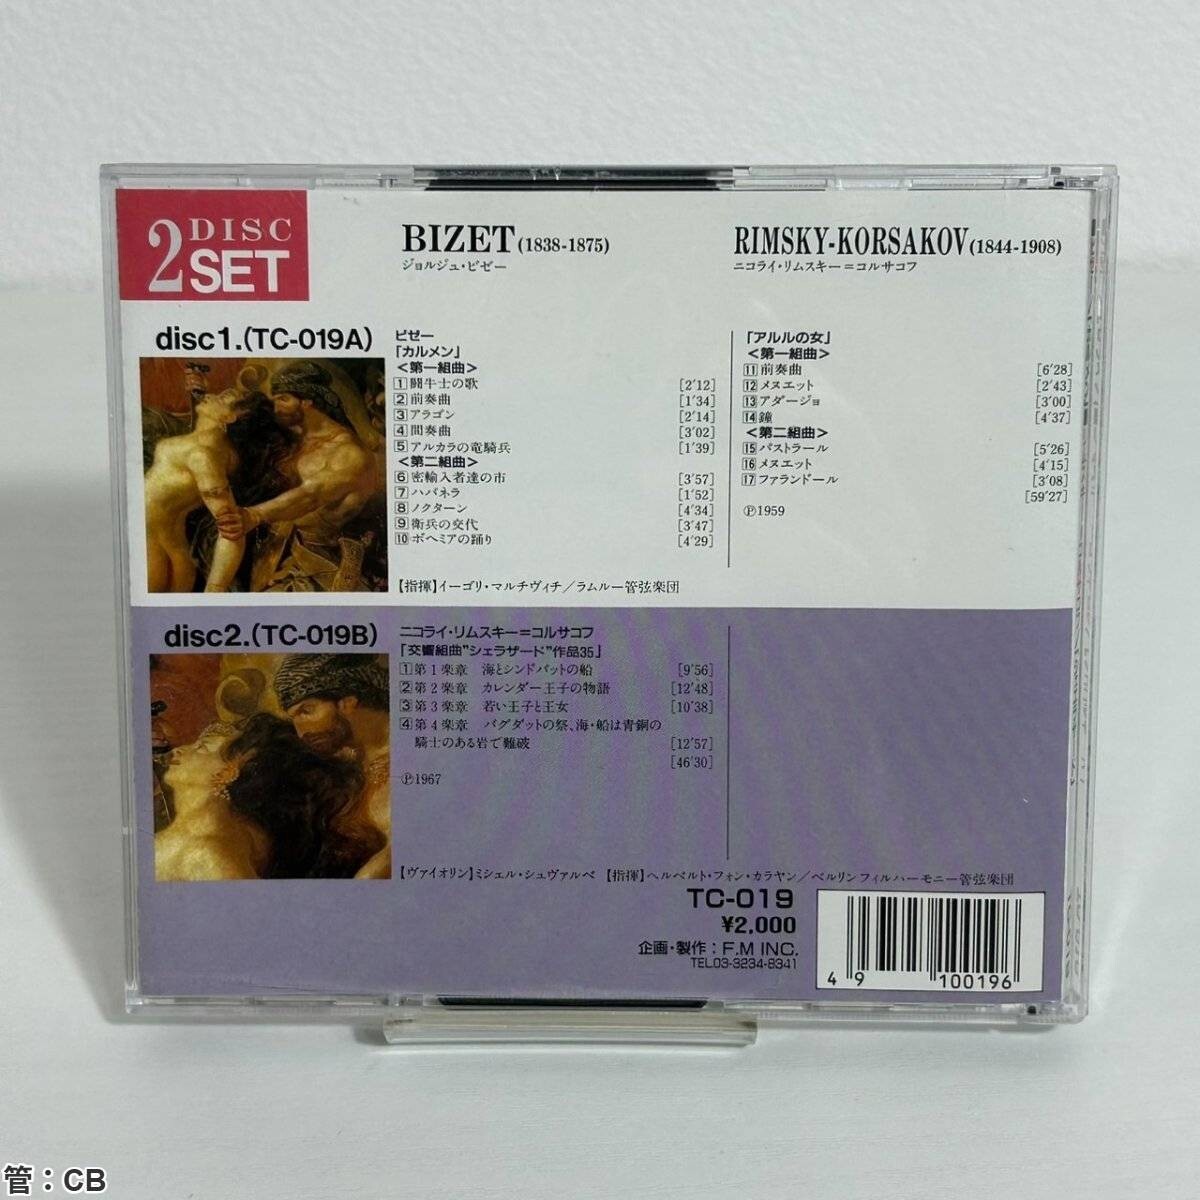 2 DISC
SET
BIZET(1838-1875)
ジョルジュ・ビゼー
RIMSKY-KORSAKOV(1844-1908)
ニコライ・リムスキー=コルサコフ
disc1.(TC-019A)
ビゼー
「カルメン」
<第一組曲>
1 闘牛士の歌 [2'12]
2 前奏曲 [1'34]
3 アラゴン [2'14]
4 間奏曲 [3'02]
5 アルカラの竜騎兵 [1'39]
<第二組曲>
6 密輸入者達の市 [3'57]
7 ハバネラ [1'52]
8 ノクターン [4'34]
9 衛兵の交代 [3'47]
10 ボヘミアの踊り [4'29]
「アルルの女」
<第一組曲>
11 前奏曲 [6'28]
12 メヌエット [2'43]
13 アダージョ [3'00]
14 鐘 [4'37]
<第二組曲>
15 パストラール [5'26]
16 メヌエット [4'15]
17 ファランドール [3'08]
[59'27]
Ⓟ1959
【指揮】イーゴリ・マルチヴィチ/ラムルー管弦楽団
disc2.(TC-019B)
ニコライ・リムスキー=コルサコフ
「交響組曲"シェラザード"作品35」
1 第1楽章 海とシンドバットの船 [9'56]
2 第2楽章 カレンダー王子の物語 [12'48]
3 第3楽章 若い王子と王女 [10'38]
4 第4楽章 バグダットの祭、海・船は青銅の
騎士のある岩で難破 [12'57]
[46'30]
Ⓟ1967
【ヴァイオリン】ミシェル・シュヴァルベ 【指揮】ヘルベルト・フォン・カラヤン/ベルリンフィルハーモニー管弦楽団
TC-019
¥2,000
企画・製作:F.M INC.
TEL03-3234-8341
49 100196
管:CB